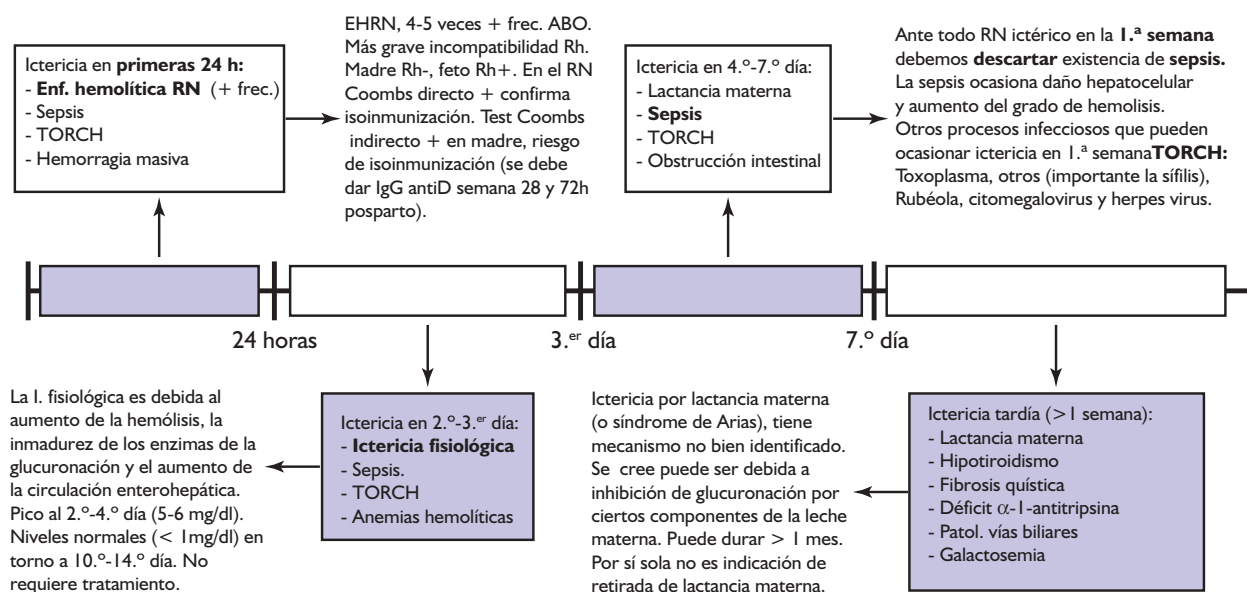 Ictericia en primeras 24 h:
- Enf. hemolítica RN (+ frec.)
- Sepsis
- TORCH
- Hemorragia masiva
EHRN, 4-5 veces + frec. ABO.
Más grave incompatibilidad Rh.
Madre Rh-, feto Rh+. En el RN
Coombs directo + confirma
isoinmunización. Test Coombs
indirecto + en madre, riesgo
de isoinmunización (se debe
dar IgG antiD semana 28 y 72h
posparto).
Ictericia en 4.º-7.º día:
- Lactancia materna
- Sepsis
- TORCH
- Obstrucción intestinal
Ante todo RN ictérico en la 1.ª semana
debemos descartar existencia de sepsis.
La sepsis ocasiona daño hepatocelular
y aumento del grado de hemolisis.
Otros procesos infecciosos que pueden
ocasionar ictericia en 1.ª semanaTORCH:
Toxoplasma, otros (importante la sífilis),
Rubéola, citomegalovirus y herpes virus.
24 horas
3.er día
7.º día
La I. fisiológica es debida al
aumento de la hemólisis, la
inmadurez de los enzimas de la
glucuronación y el aumento de
la circulación enterohepática.
Pico al 2.º-4.º día (5-6 mg/dl).
Niveles normales (< 1mg/dl) en
torno a 10.º-14.º día. No
requiere tratamiento.
Ictericia en 2.º-3.er día:
- Ictericia fisiológica
- Sepsis.
- TORCH
- Anemias hemolíticas
Ictericia por lactancia materna
(o síndrome de Arias), tiene
mecanismo no bien identificado.
Se cree puede ser debida a
inhibición de glucuronación por
ciertos componentes de la leche
materna. Puede durar > 1 mes.
Por sí sola no es indicación de
retirada de lactancia materna.
Ictericia tardía (>1 semana):
- Lactancia materna
- Hipotiroidismo
- Fibrosis quística
- Déficit α-1-antitripsina
- Patol. vías biliares
- Galactosemia